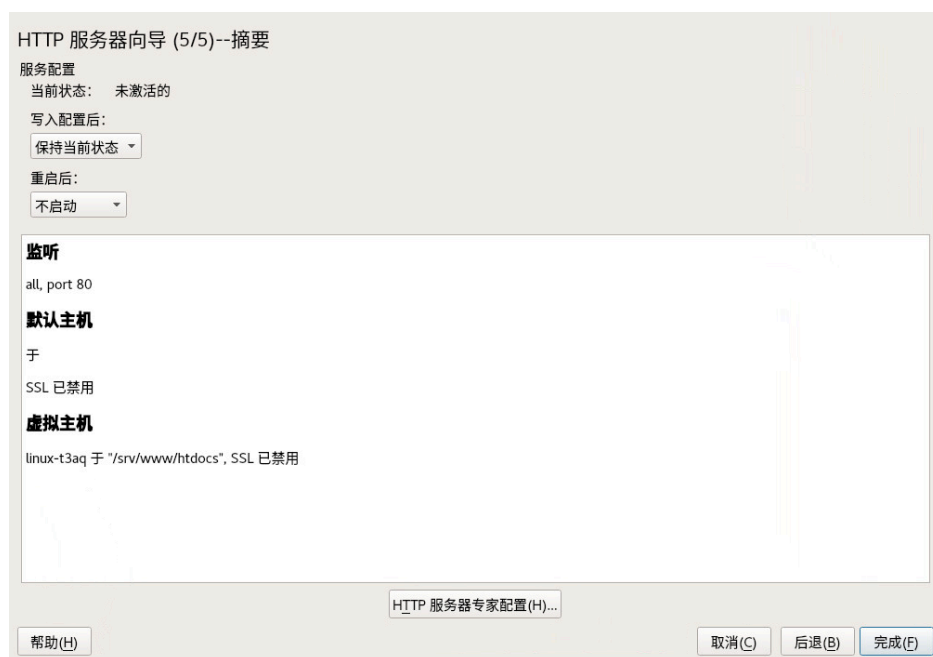 HTTP 服务器向导 (5/5)--摘要
服务配置
当前状态： 未激活的
写入配置后：
保持当前状态
重启后：
不启动
监听
all, port 80
默认主机
于
SSL 已禁用
虚拟主机
linux-t3aq 于 "/srv/www/htdocs", SSL 已禁用
HTTP 服务器专家配置(H)...
帮助(H) 取消(C) 后退(B) 完成(F)